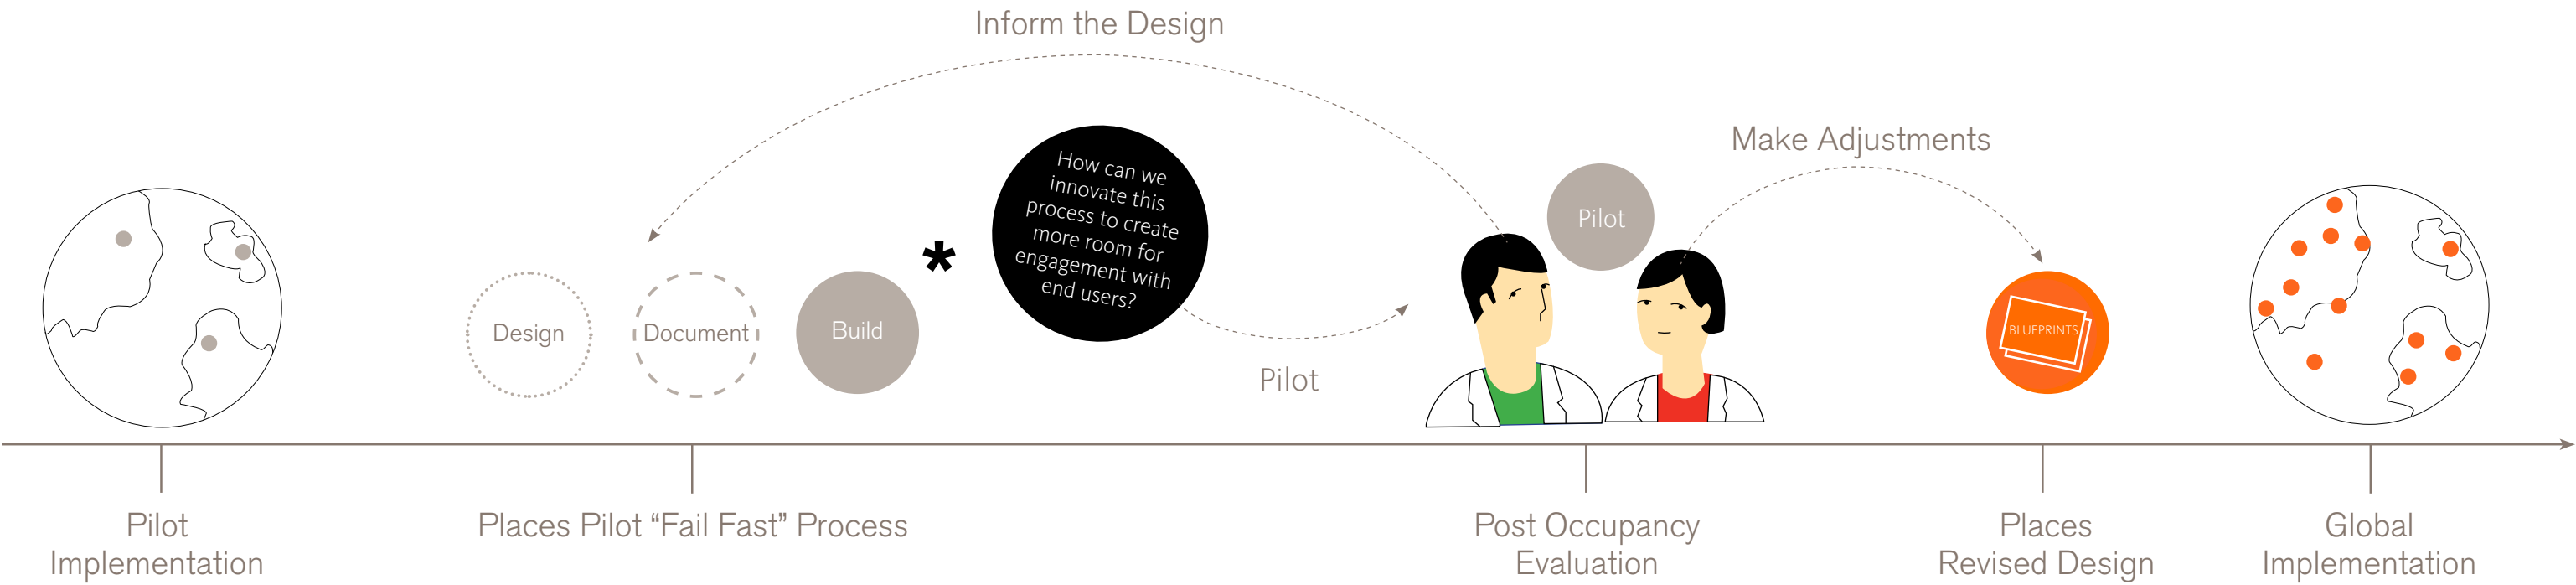 Inform the Design
How can we
innovate this
process to create
more room for
engagement with
end users?
*
Make Adjustments
Pilot
Design
Document
Build
Pilot
BLUEPRINTS
Pilot
Implementation
Places Pilot “Fail Fast” Process
Post Occupancy
Evaluation
Places
Revised Design
Global
Implementation